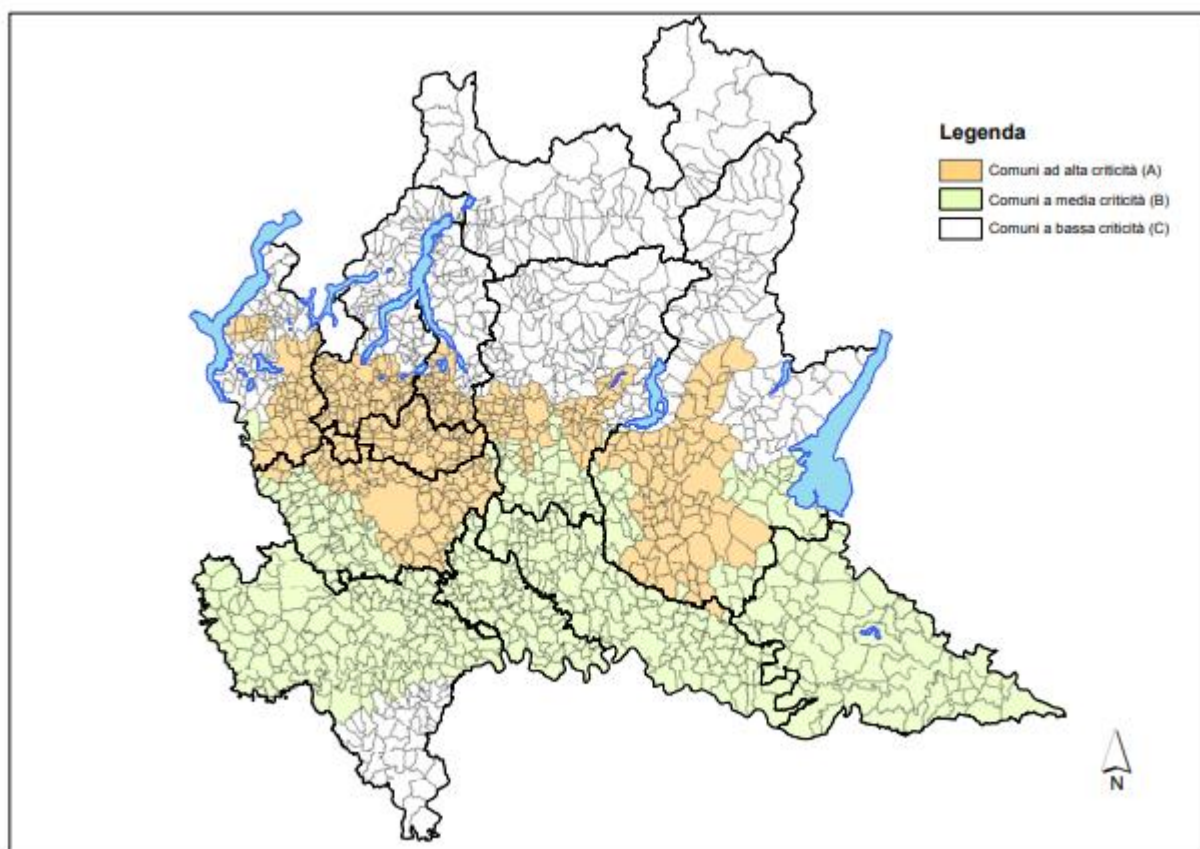 Legenda
Comuni ad alta criticità (A)
Comuni a media criticità (B)
Comuni a bassa criticità (C)
N